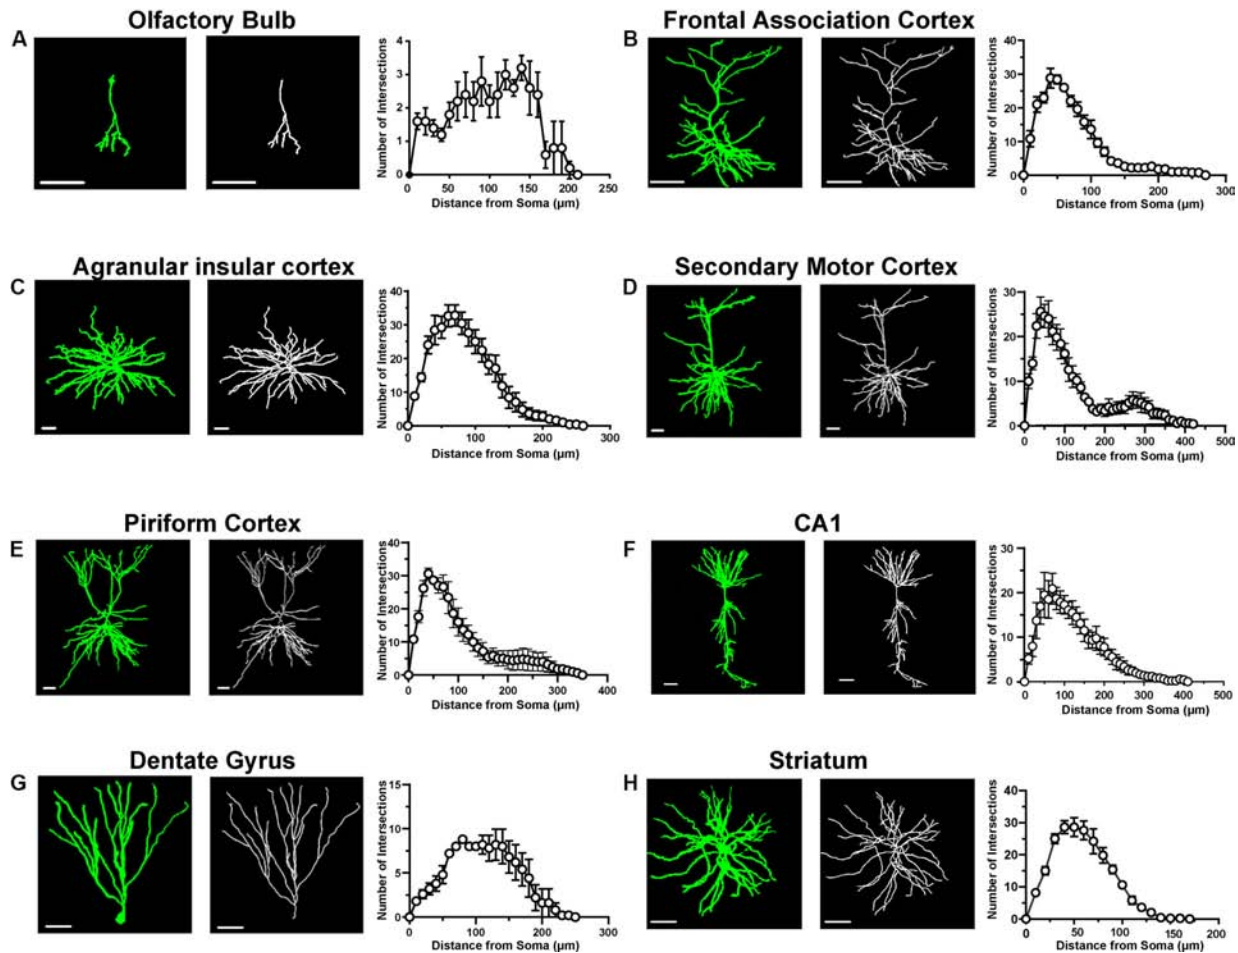 Olfactory Bulb
A
Number of Intersections
4
3
2
1
0
0 50 100 150 200 250
Distance from Soma (µm)
Frontal Association Cortex
B
Number of Intersections
40
30
20
10
0
0 100 200 300
Distance from Soma (µm)
Agranular insular cortex
C
Number of Intersections
40
30
20
10
0
0 100 200 300
Distance from Soma (µm)
Secondary Motor Cortex
D
Number of Intersections
30
25
20
15
10
5
0
0 100 200 300 400 500
Distance from Soma (µm)
Piriform Cortex
E
Number of Intersections
40
30
20
10
0
0 100 200 300 400
Distance from Soma (µm)
CA1
F
Number of Intersections
30
20
10
0
0 100 200 300 400 500
Distance from Soma (µm)
Dentate Gyrus
G
Number of Intersections
15
10
5
0
0 100 200 300
Distance from Soma (µm)
Striatum
H
Number of Intersections
40
30
20
10
0
0 50 100 150 200
Distance from Soma (µm)